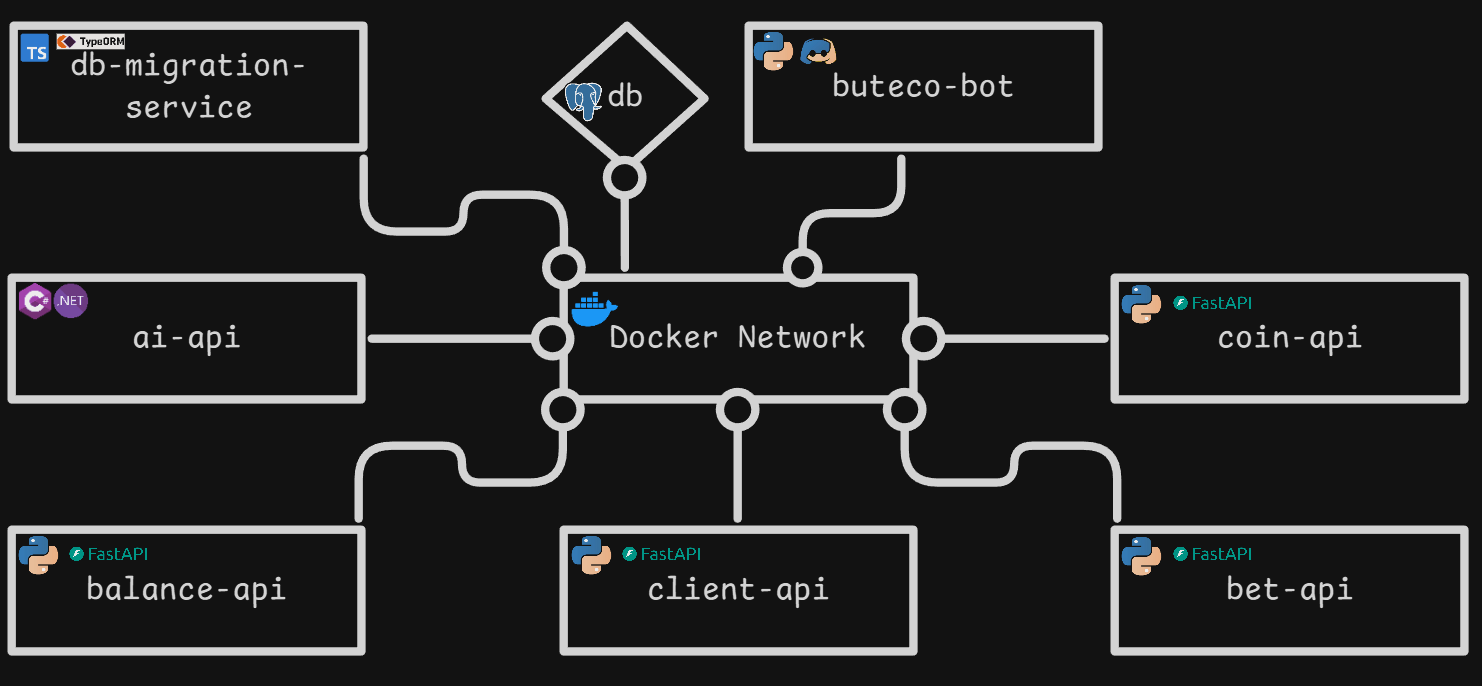 TS
TypeORM
db-migration-
service
db
buteco-bot
C#
.NET
ai-api
Docker Network
FastAPI
coin-api
FastAPI
balance-api
FastAPI
client-api
FastAPI
bet-api